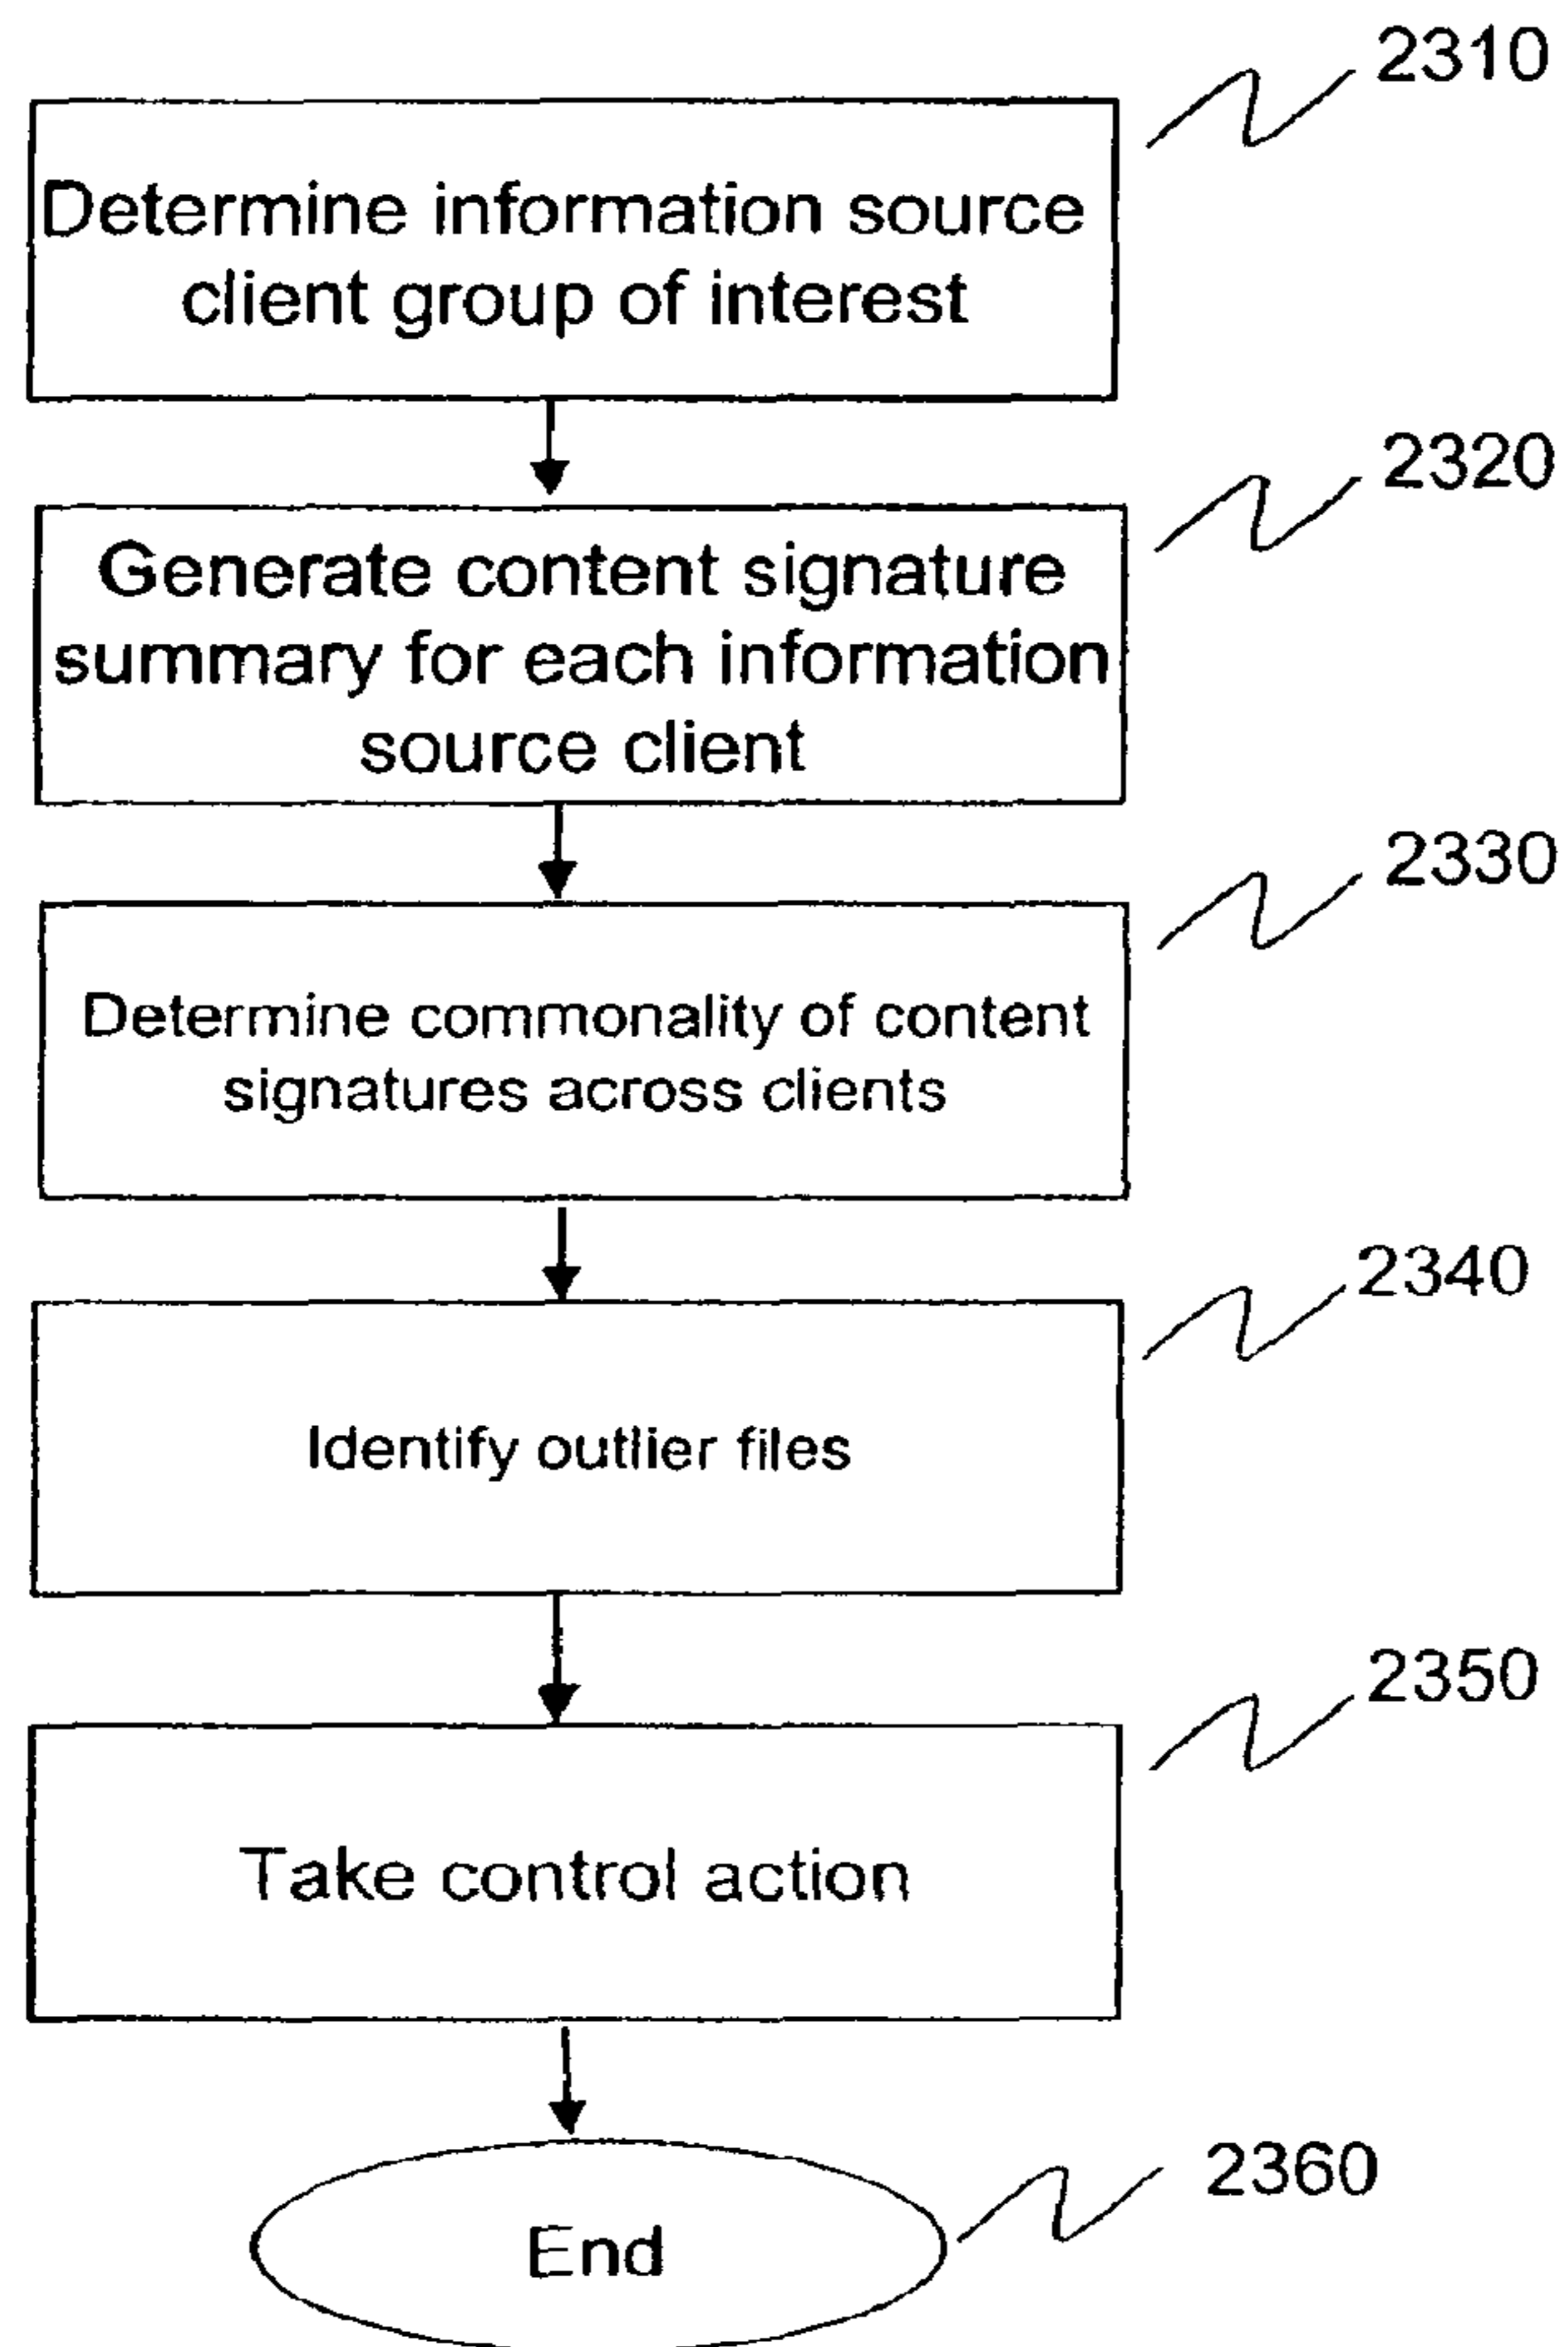 2310
Determine information source
client group of interest
2320
Generate content signature
summary for each information
source client
2330
Determine commonality of content
signatures across clients
2340
Identify outlier files
2350
Take control action
2360
End